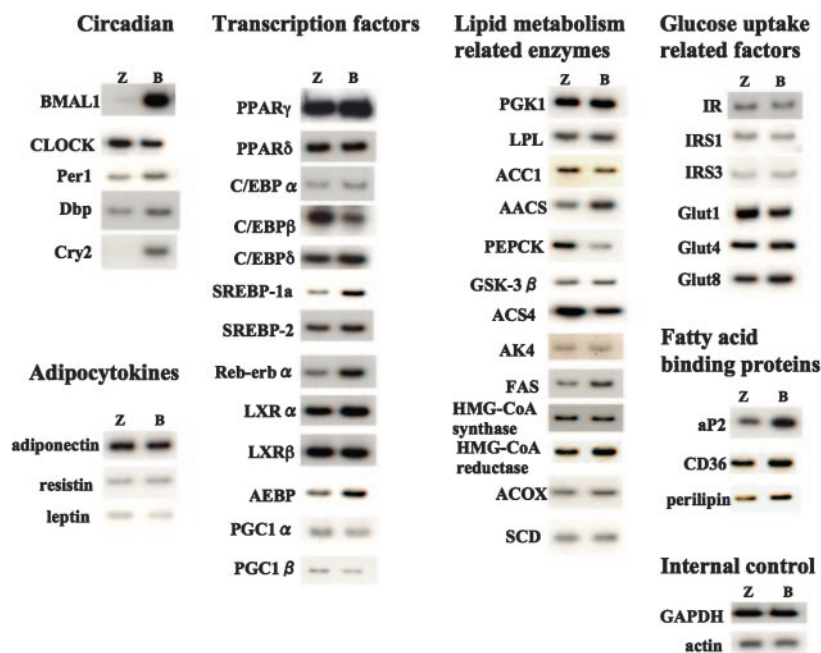 Circadian
Z B
BMAL1
CLOCK
Per1
Dbp
Cry2
Adipocytokines
Z B
adiponectin
resistin
leptin
Transcription factors
Z B
PPARγ
PPARδ
C/EBP α
C/EBPβ
C/EBPδ
SREBP-1a
SREBP-2
Reb-erb α
LXR α
LXRβ
AEBP
PGC1 α
PGC1 β
Lipid metabolism
related enzymes
Z B
PGK1
LPL
ACC1
AACS
PEPCK
GSK-3 β
ACS4
AK4
FAS
HMG-CoA
synthase
HMG-CoA
reductase
ACOX
SCD
Glucose uptake
related factors
Z B
IR
IRS1
IRS3
Glut1
Glut4
Glut8
Fatty acid
binding proteins
Z B
aP2
CD36
perilipin
Internal control
Z B
GAPDH
actin